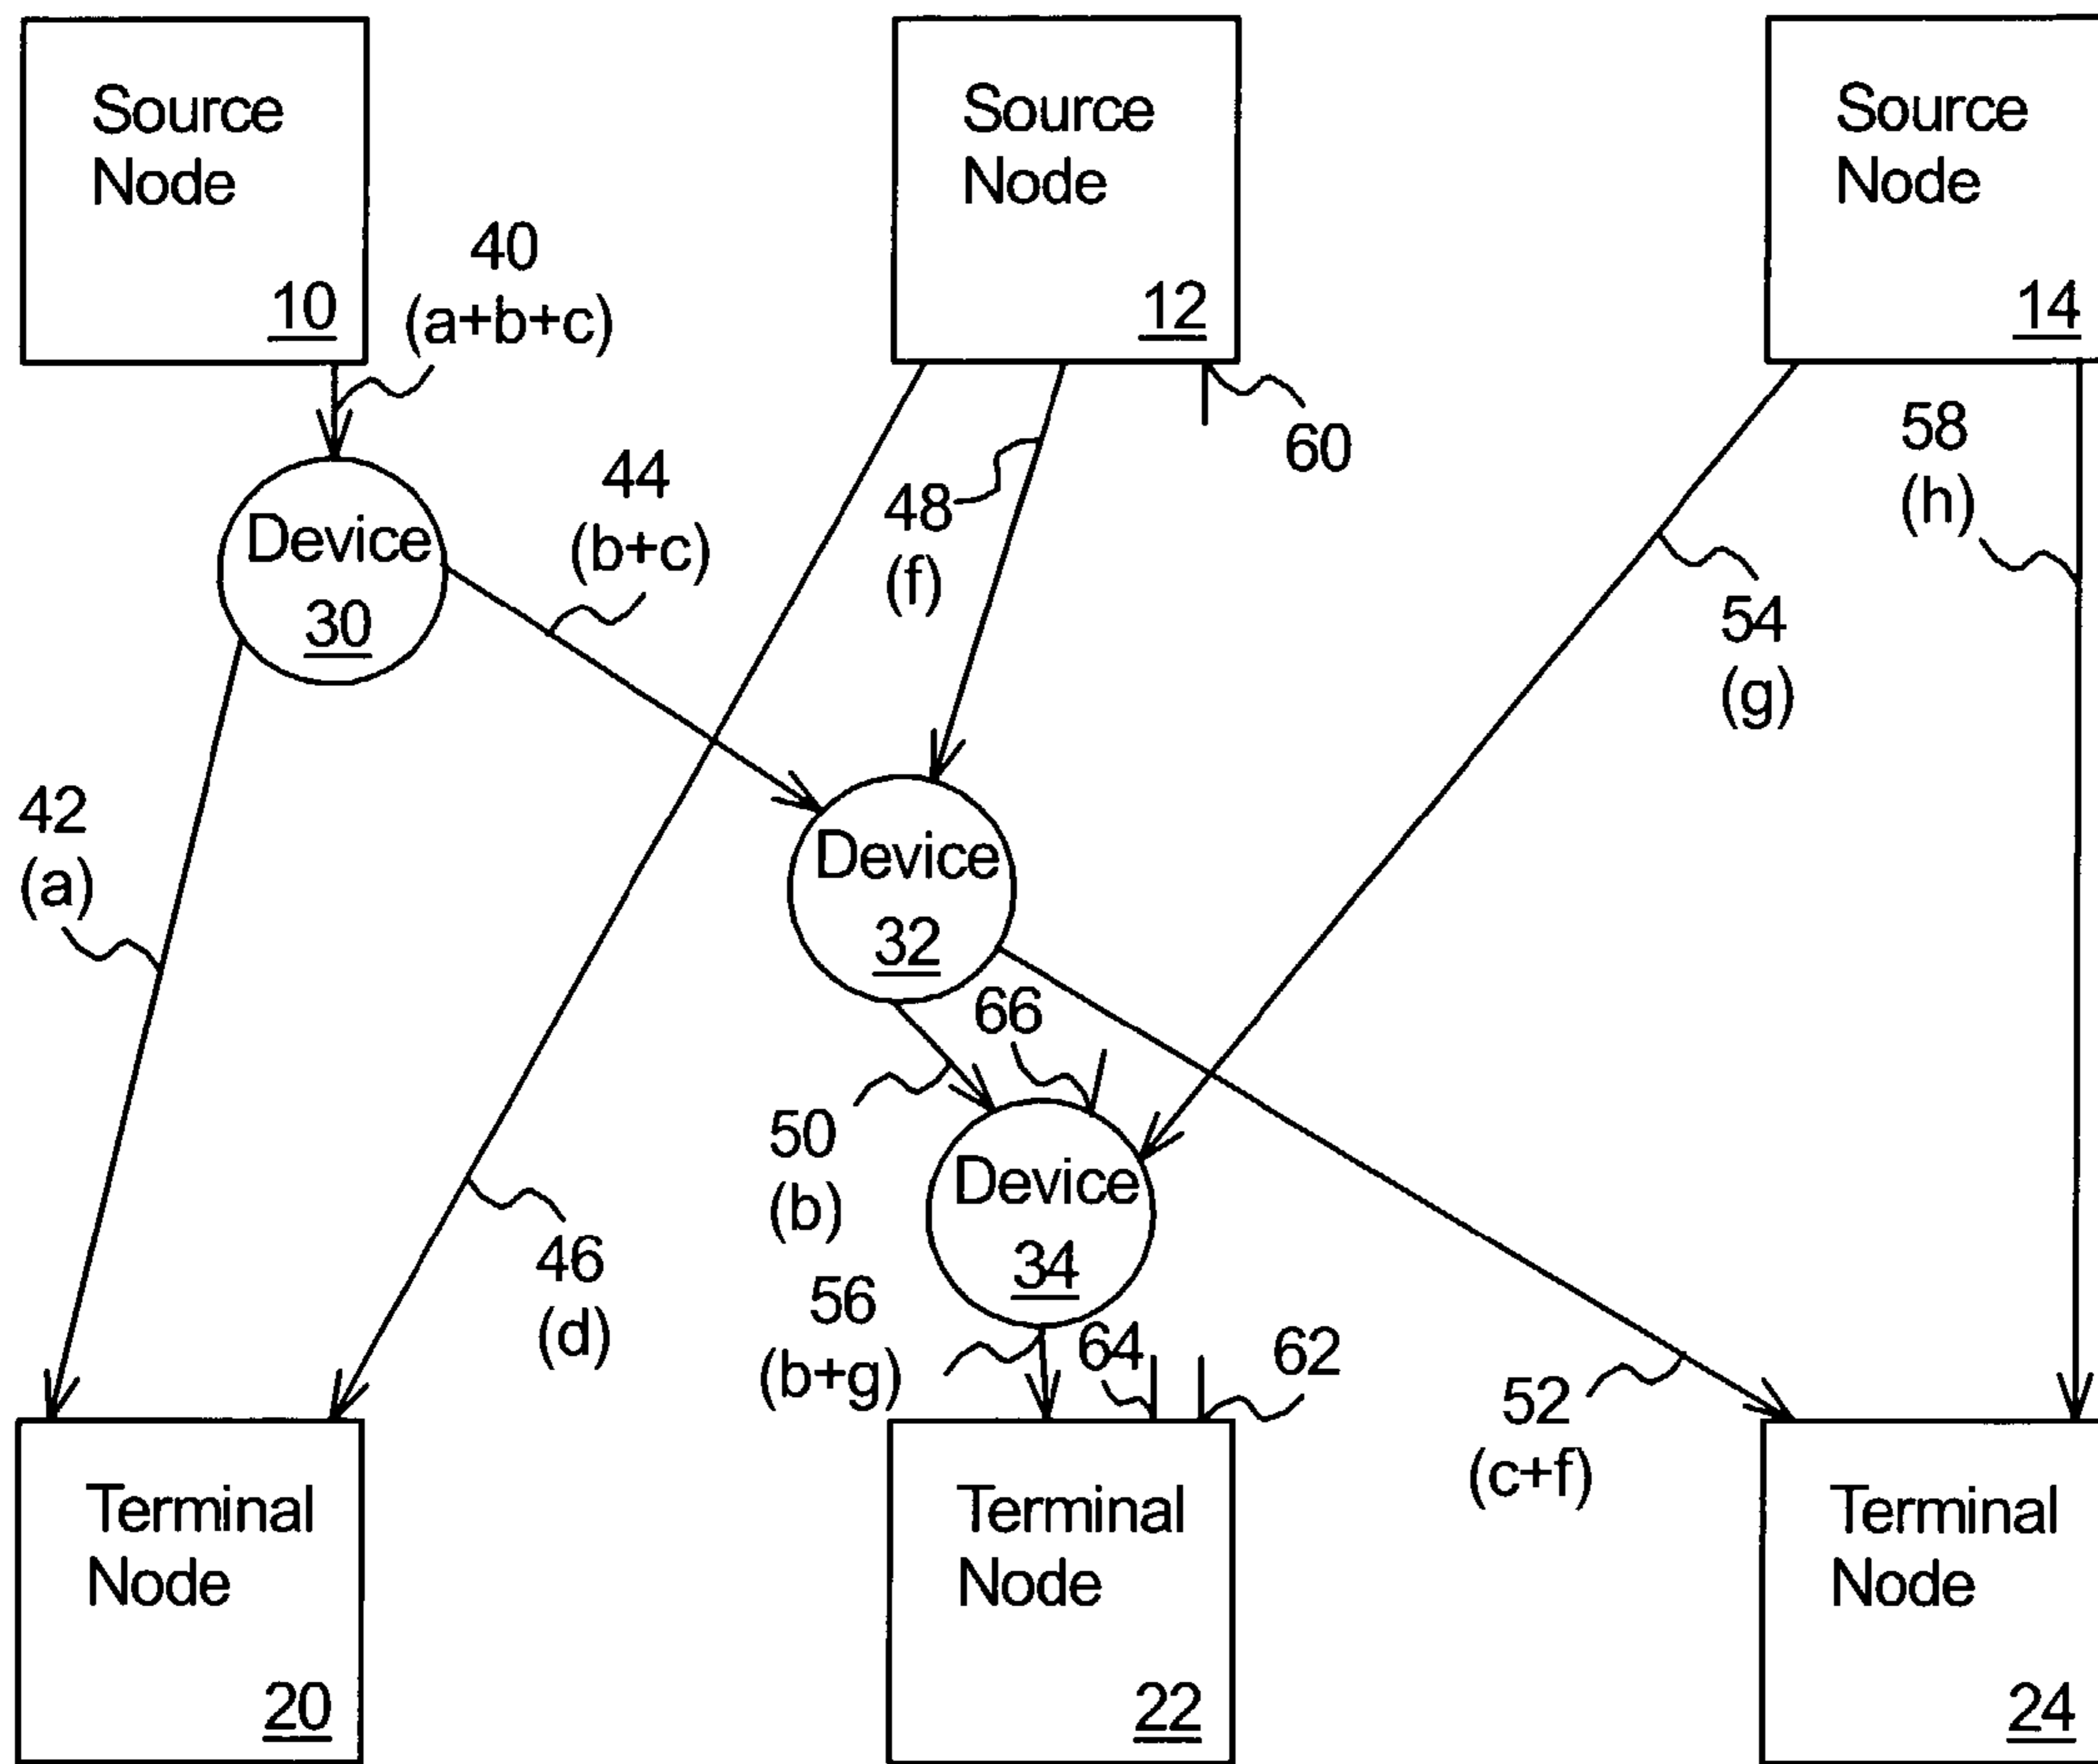 Source
Node
10
Source
Node
12
Source
Node
14
40
(a+b+c)
60
58
(h)
44
(b+c)
48
(f)
Device
30
54
(g)
42
(a)
Device
32
66
50
(b)
Device
34
46
(d)
56
(b+g)
64
62
52
(c+f)
Terminal
Node
20
Terminal
Node
22
Terminal
Node
24